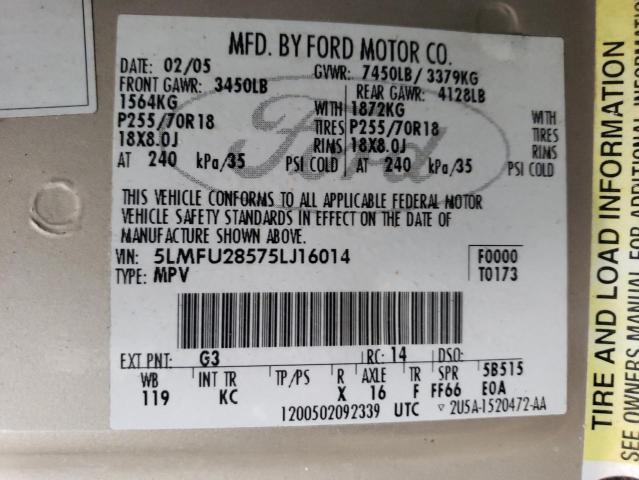 MFD. BY FORD MOTOR CO.
DATE: 02/05 GVWR: 7450LB/ 3379KG
FRONT GAWR: 3450LB REAR GAWR: 4128LB
1564KG WITH 1872KG WITH
P255/70R18 TIRES P255/70R18 TIRES
18X8.0J RIMS 18X8.0J RIMS
AT 240 kPa/35 PSI COLD AT 240 kPa/35 PSI COLD
Ford
THIS VEHICLE CONFORMS TO ALL APPLICABLE FEDERAL MOTOR
VEHICLE SAFETY STANDARDS IN EFFECT ON THE DATE OF
MANUFACTURE SHOWN ABOVE.
VIN: 5LMFU28575LJ16014 F0000
TYPE: MPV T0173
EXT PNT: G3 RC: 14 DSO:
WB INT TR TP/PS R AXLE TR SPR 5B515
119 KC X 16 F FF66 E0A
1200502092339 UTC ▽ 2U5A-1520472-AA
TIRE AND LOAD INFORMATION
SEE OWNERS MANUAL FOR ADDITIONAL INFORMATION